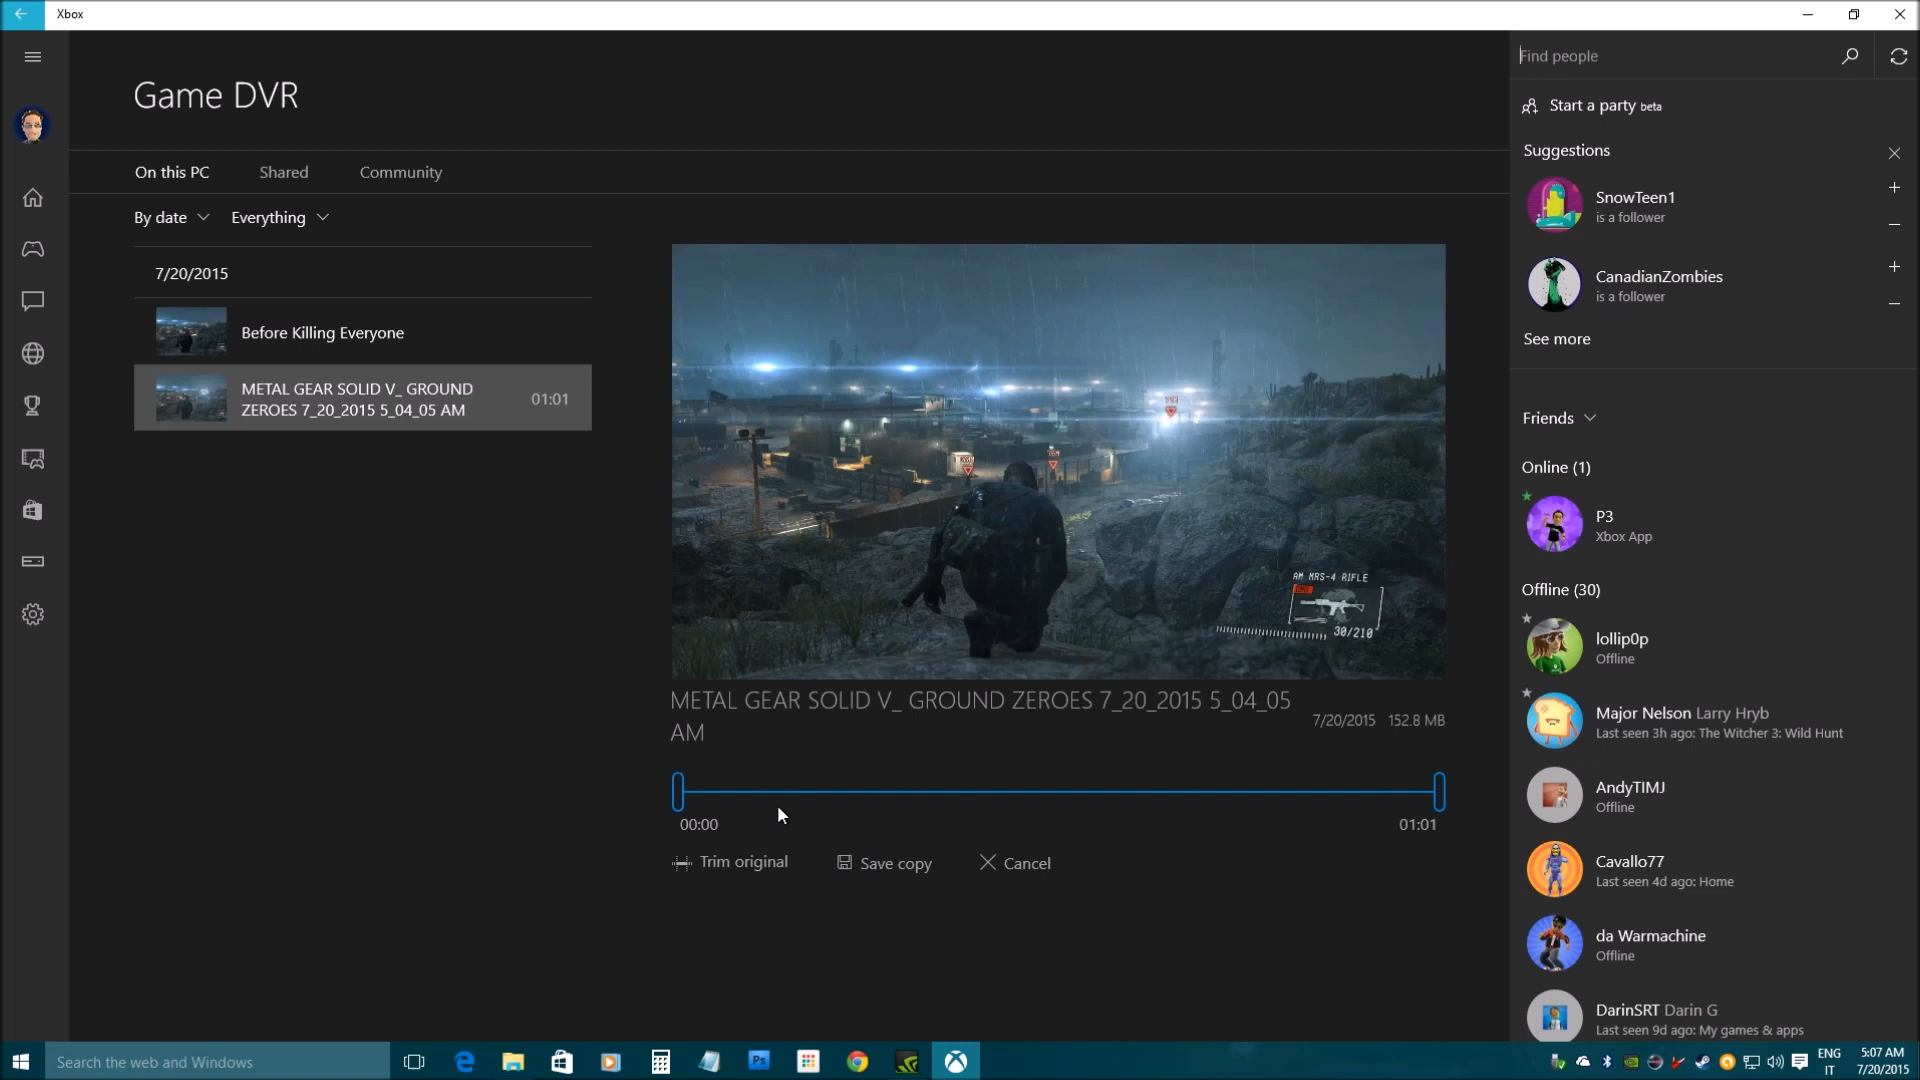 Xbox
Find people
Game DVR
Start a party beta
Suggestions
On this PC Shared Community
SnowTeen1
is a follower
By date Everything
7/20/2015
CanadianZombies
is a follower
Before Killing Everyone
See more
METAL GEAR SOLID V_ GROUND
ZEROES 7_20_2015 5_04_05 AM
01:01
Friends
Online (1)
P3
Xbox App
AM MRS-4 RIFLE
30/210
Offline (30)
lollip0p
Offline
METAL GEAR SOLID V_ GROUND ZEROES 7_20_2015 5_04_05
AM
7/20/2015 152.8 MB
Major Nelson Larry Hryb
Last seen 3h ago: The Witcher 3: Wild Hunt
AndyTIMJ
Offline
00:00
01:01
Trim original Save copy Cancel
Cavallo77
Last seen 4d ago: Home
da Warmachine
Offline
DarinSRT Darin G
Last seen 9d ago: My games & apps
Search the web and Windows
Ps
ENG
IT
5:07 AM
7/20/2015